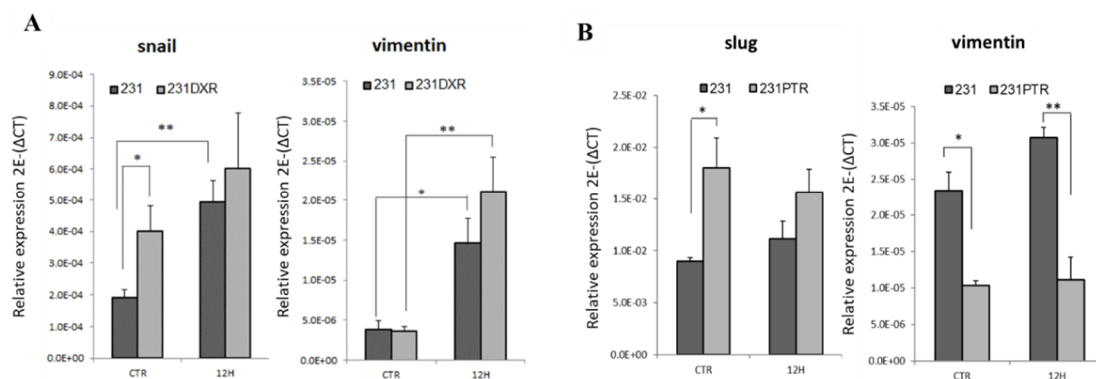 A
snail
231 231DXR
Relative expression 2E-(ΔCT)
9.0E-04
8.0E-04
7.0E-04
6.0E-04
5.0E-04
4.0E-04
3.0E-04
2.0E-04
1.0E-04
0.0E+00
**
*
CTR 12H
vimentin
231 231DXR
Relative expression 2E-(ΔCT)
3.5E-05
3.0E-05
2.5E-05
2.0E-05
1.5E-05
1.0E-05
5.0E-06
0.0E+00
**
*
CTR 12H
B
slug
231 231PTR
Relative expression 2E-(ΔCT)
2.5E-02
2.0E-02
1.5E-02
1.0E-02
5.0E-03
0.0E+00
*
CTR 12H
vimentin
231 231PTR
Relative expression 2E-(ΔCT)
3.5E-05
3.0E-05
2.5E-05
2.0E-05
1.5E-05
1.0E-05
5.0E-06
0.0E+00
*
**
CTR 12H